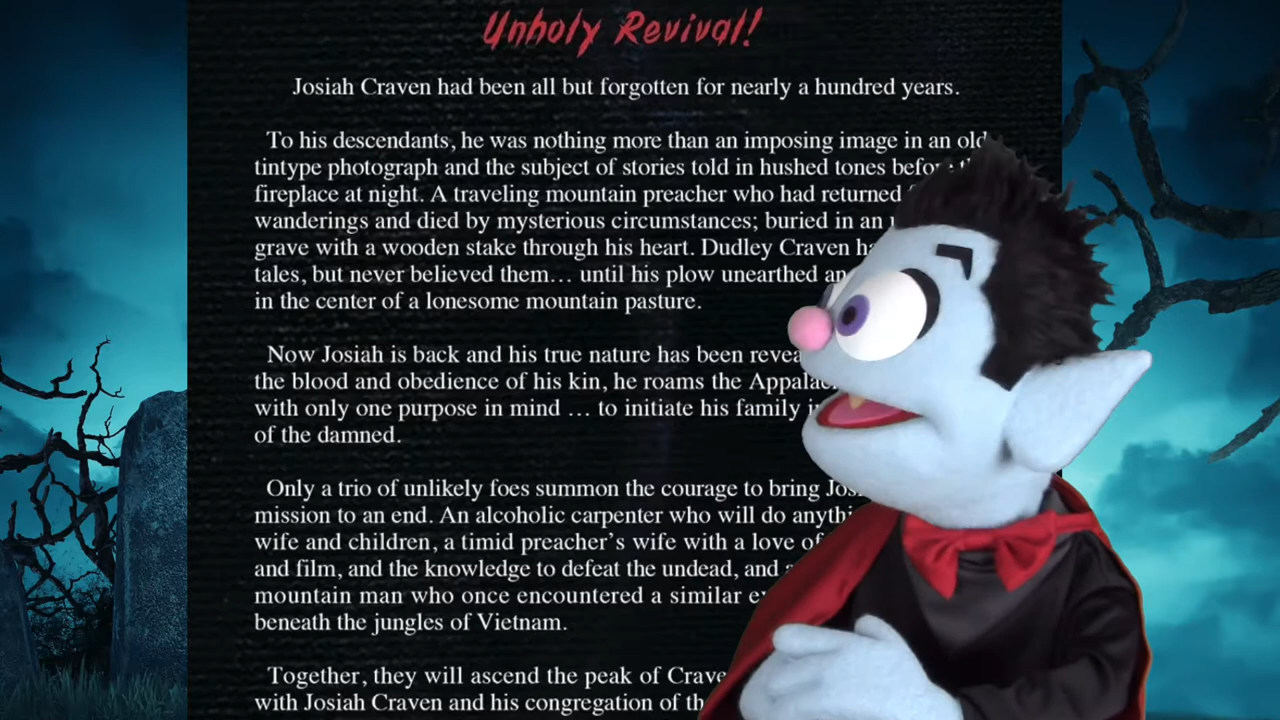 Unholy Revival!
Josiah Craven had been all but forgotten for nearly a hundred years.
To his descendants, he was nothing more than an imposing image in an old
tintype photograph and the subject of stories told in hushed tones before
fireplace at night. A traveling mountain preacher who had returned
wanderings and died by mysterious circumstances; buried in an
grave with a wooden stake through his heart. Dudley Craven
tales, but never believed them… until his plow unearthed
in the center of a lonesome mountain pasture.
Now Josiah is back and his true nature has been
the blood and obedience of his kin, he roams the
with only one purpose in mind … to initiate his family
of the damned.
Only a trio of unlikely foes summon the courage to bring
mission to an end. An alcoholic carpenter who will do
wife and children, a timid preacher's wife with a love of
and film, and the knowledge to defeat the undead, and
mountain man who once encountered a similar
beneath the jungles of Vietnam.
Together, they will ascend the peak of
with Josiah Craven and his congregation of